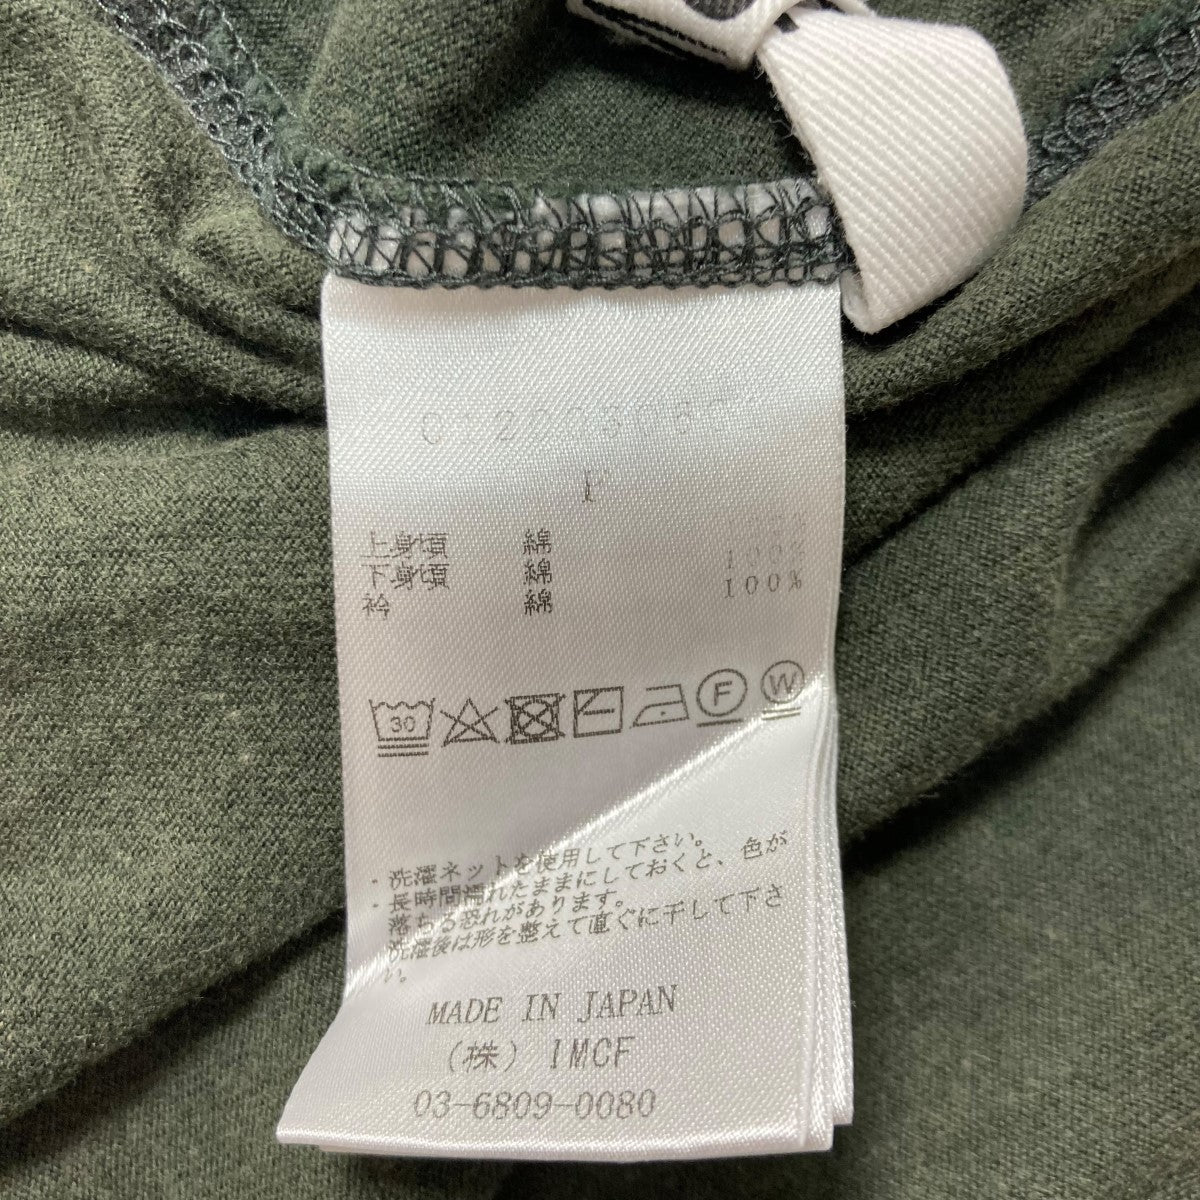 F
上身頃 綿 100%
下身頃 綿 100%
衿 綿 100%
30 F W
・洗濯ネットを使用して下さい。
・長時間濡れたままにしておくと、色が
落ちる恐れがあります。
洗濯後は形を整えて直ぐに干して下さ
い。
MADE IN JAPAN
(株) IMCF
03-6809-0080